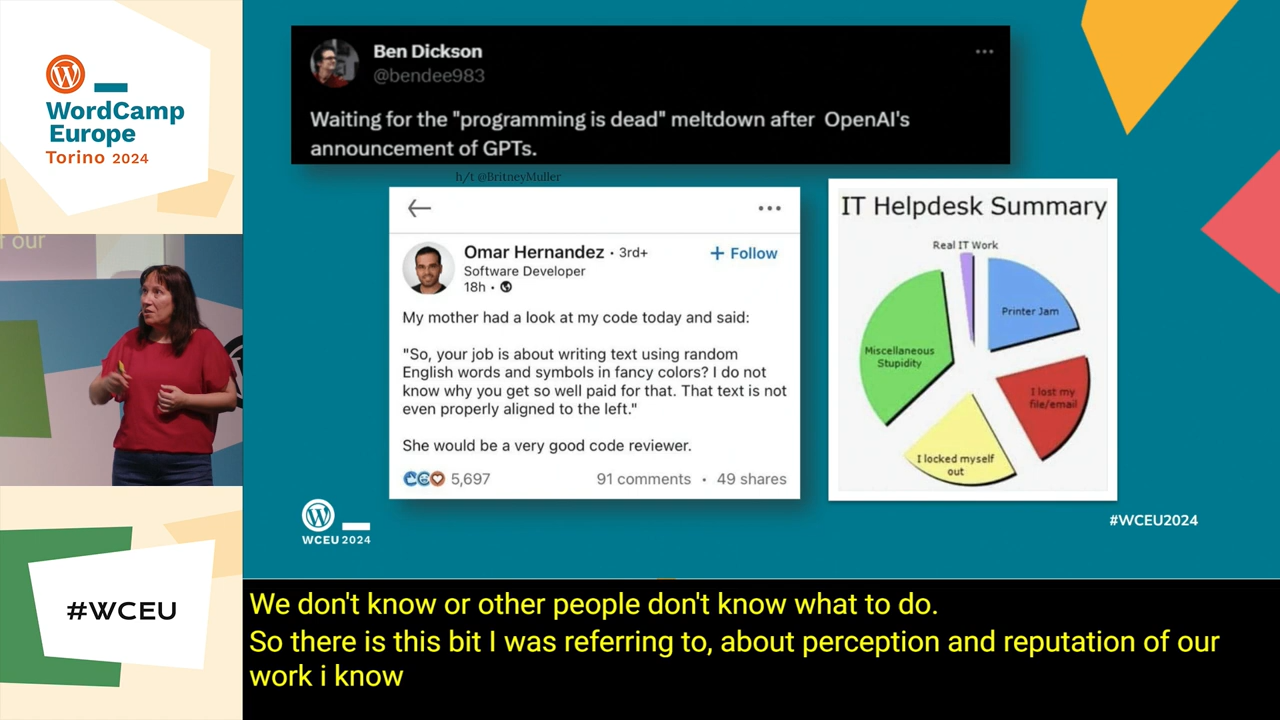 WordCamp
Europe
Torino 2024
f our
#WCEU
Ben Dickson
@bendee983
Waiting for the "programming is dead" meltdown after OpenAI's
announcement of GPTs.
h/t @BritneyMuller
Omar Hernandez · 3rd+
+ Follow
Software Developer
18h ·
My mother had a look at my code today and said:
"So, your job is about writing text using random
English words and symbols in fancy colors? I do not
know why you get so well paid for that. That text is not
even properly aligned to the left."
She would be a very good code reviewer.
5,697
91 comments · 49 shares
IT Helpdesk Summary
Real IT Work
Printer Jam
Miscellaneous
Stupidity
I lost my
file/email
I locked myself
out
WCEU 2024
#WCEU2024
We don't know or other people don't know what to do.
So there is this bit I was referring to, about perception and reputation of our
work i know